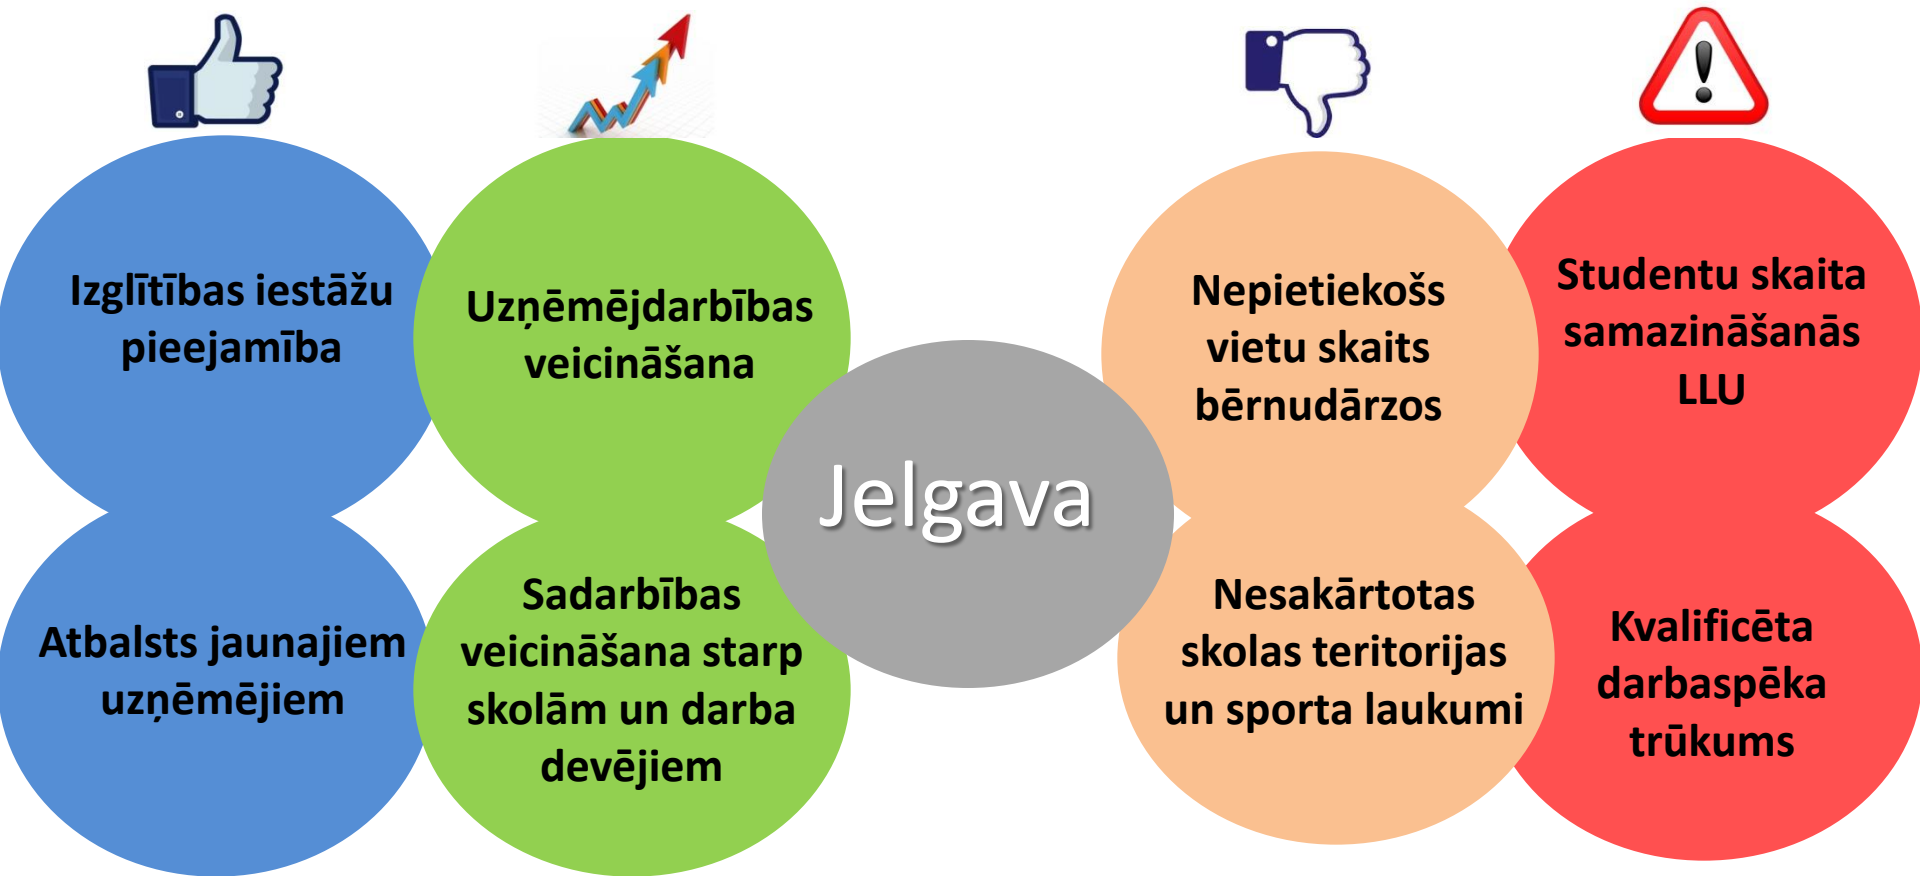 Izglītības iestāžu
pieejamība
Uzņēmējdarbības
veicināšana
Nepietiekošs
vietu skaits
bērnudārzos
Studentu skaita
samazināšanās
LLU
Jelgava
Atbalsts jaunajiem
uzņēmējiem
Sadarbības
veicināšana starp
skolām un darba
devējiem
Nesakārtotas
skolas teritorijas
un sporta laukumi
Kvalificēta
darbaspēka
trūkums